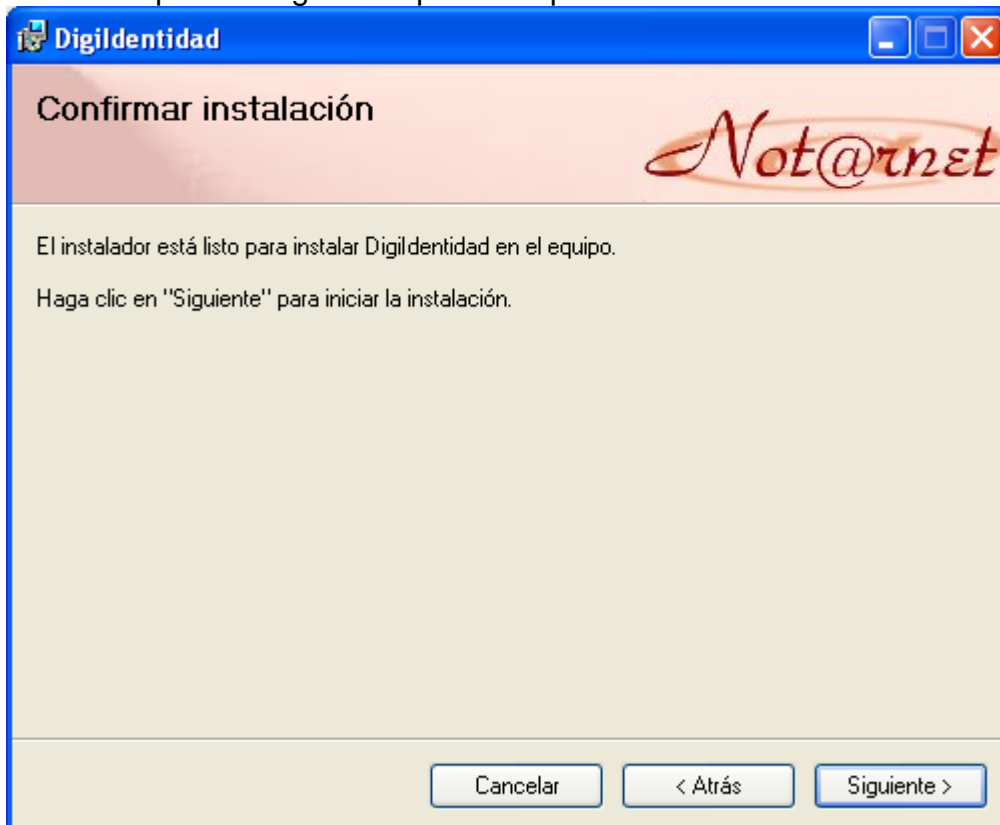 DigiIdentidad
Confirmar instalación
Not@rnet
El instalador está listo para instalar DigiIdentidad en el equipo.
Haga clic en "Siguiente" para iniciar la instalación.
Cancelar
< Atrás
Siguiente >